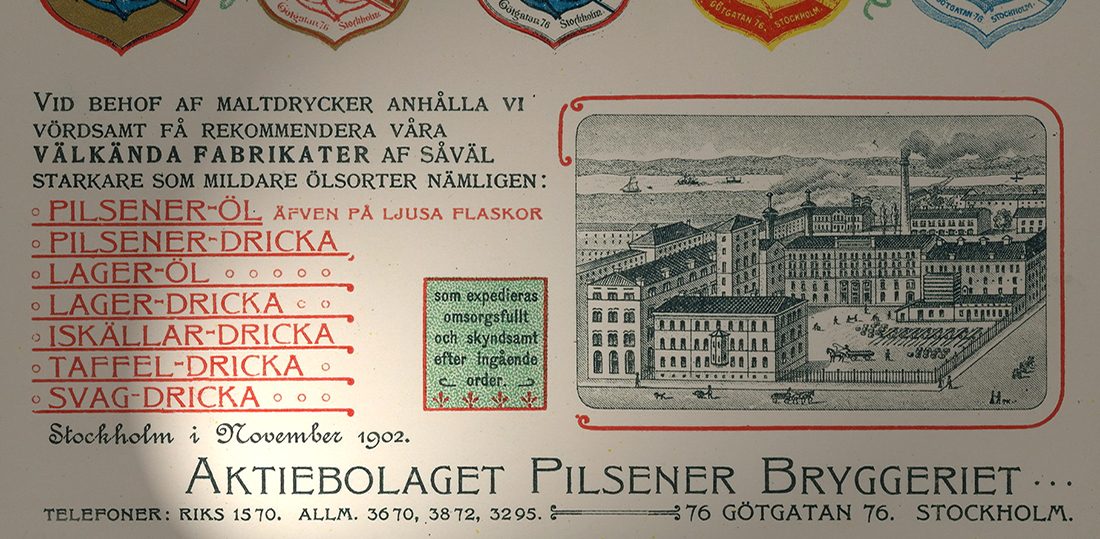 Götgatan 76 Stockholm.
Götgatan 76 Stockholm.
GÖTGATAN 76. STOCKHOLM.
GÖTGATAN 76 STOCKHOLM.
VID BEHOF AF MALTDRYCKER ANHÅLLA VI
VÖRDSAMT FÅ REKOMMENDERA VÅRA
VÄLKÄNDA FABRIKATER AF SÅVÄL
STARKARE SOM MILDARE ÖLSORTER NÄMLIGEN:
PILSENER-ÖL ÄFVEN PÅ LJUSA FLASKOR
PILSENER-DRICKA
LAGER-ÖL
LAGER-DRICKA
ISKÄLLAR-DRICKA
TAFFEL-DRICKA
SVAG-DRICKA
som expedieras
omsorgsfullt
och skyndsamt
efter ingående
order.
Stockholm i November 1902.
AKTIEBOLAGET PILSENER BRYGGERIET...
TELEFONER: RIKS 1570. ALLM. 3670, 3872, 3295. 76 GÖTGATAN 76. STOCKHOLM.